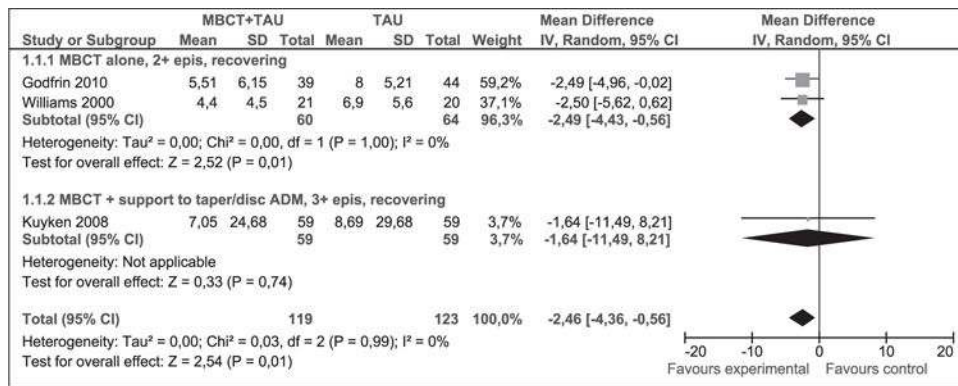 MBCT+TAU TAU Mean Difference Mean Difference
Study or Subgroup Mean SD Total Mean SD Total Weight IV, Random, 95% CI IV, Random, 95% CI
1.1.1 MBCT alone, 2+ epis, recovering
Godfrin 2010 5,51 6,15 39 8 5,21 44 59,2% -2,49 [-4,96, -0,02]
Williams 2000 4,4 4,5 21 6,9 5,6 20 37,1% -2,50 [-5,62, 0,62]
Subtotal (95% CI) 60 64 96,3% -2,49 [-4,43, -0,56]
Heterogeneity: Tau² = 0,00; Chi² = 0,00, df = 1 (P = 1,00); I² = 0%
Test for overall effect: Z = 2,52 (P = 0,01)
1.1.2 MBCT + support to taper/disc ADM, 3+ epis, recovering
Kuyken 2008 7,05 24,68 59 8,69 29,68 59 3,7% -1,64 [-11,49, 8,21]
Subtotal (95% CI) 59 59 3,7% -1,64 [-11,49, 8,21]
Heterogeneity: Not applicable
Test for overall effect: Z = 0,33 (P = 0,74)
Total (95% CI) 119 123 100,0% -2,46 [-4,36, -0,56]
Heterogeneity: Tau² = 0,00; Chi² = 0,03, df = 2 (P = 0,99); I² = 0%
Test for overall effect: Z = 2,54 (P = 0,01)
-20 -10 0 10 20
Favours experimental Favours control